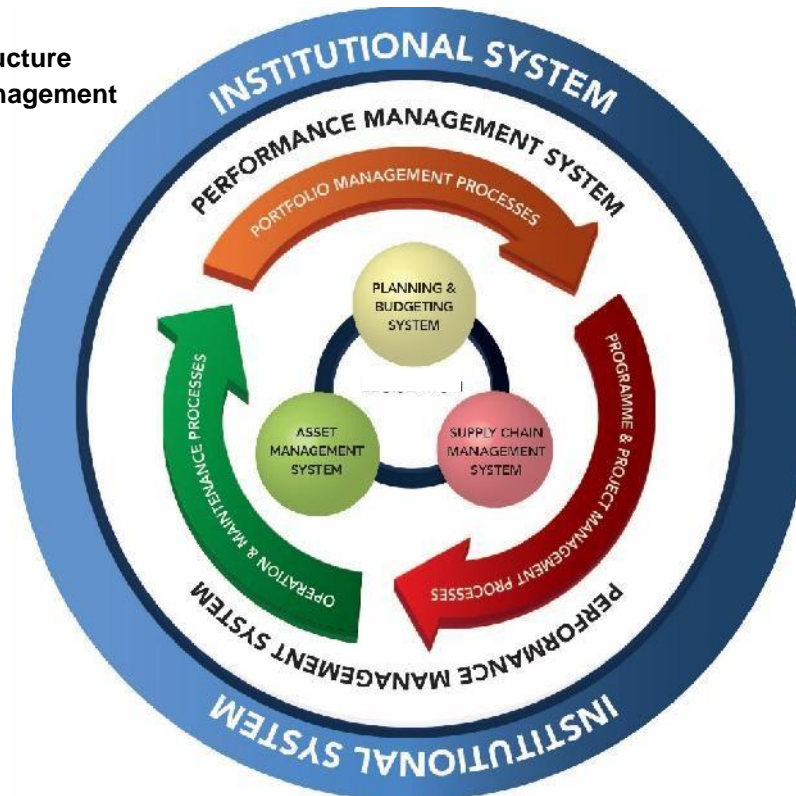 ucture
nagement
INSTITUTIONAL SYSTEM
PERFORMANCE MANAGEMENT SYSTEM
PORTFOLIO MANAGEMENT PROCESSES
PLANNING &
BUDGETING
SYSTEM
PROGRAMME & PROJECT MANAGEMENT PROCESSES
ASSET
MANAGEMENT
SYSTEM
SUPPLY CHAIN
MANAGEMENT
SYSTEM
OPERATION & MAINTENANCE PROCESSES
PERFORMANCE MANAGEMENT SYSTEM
INSTITUTIONAL SYSTEM